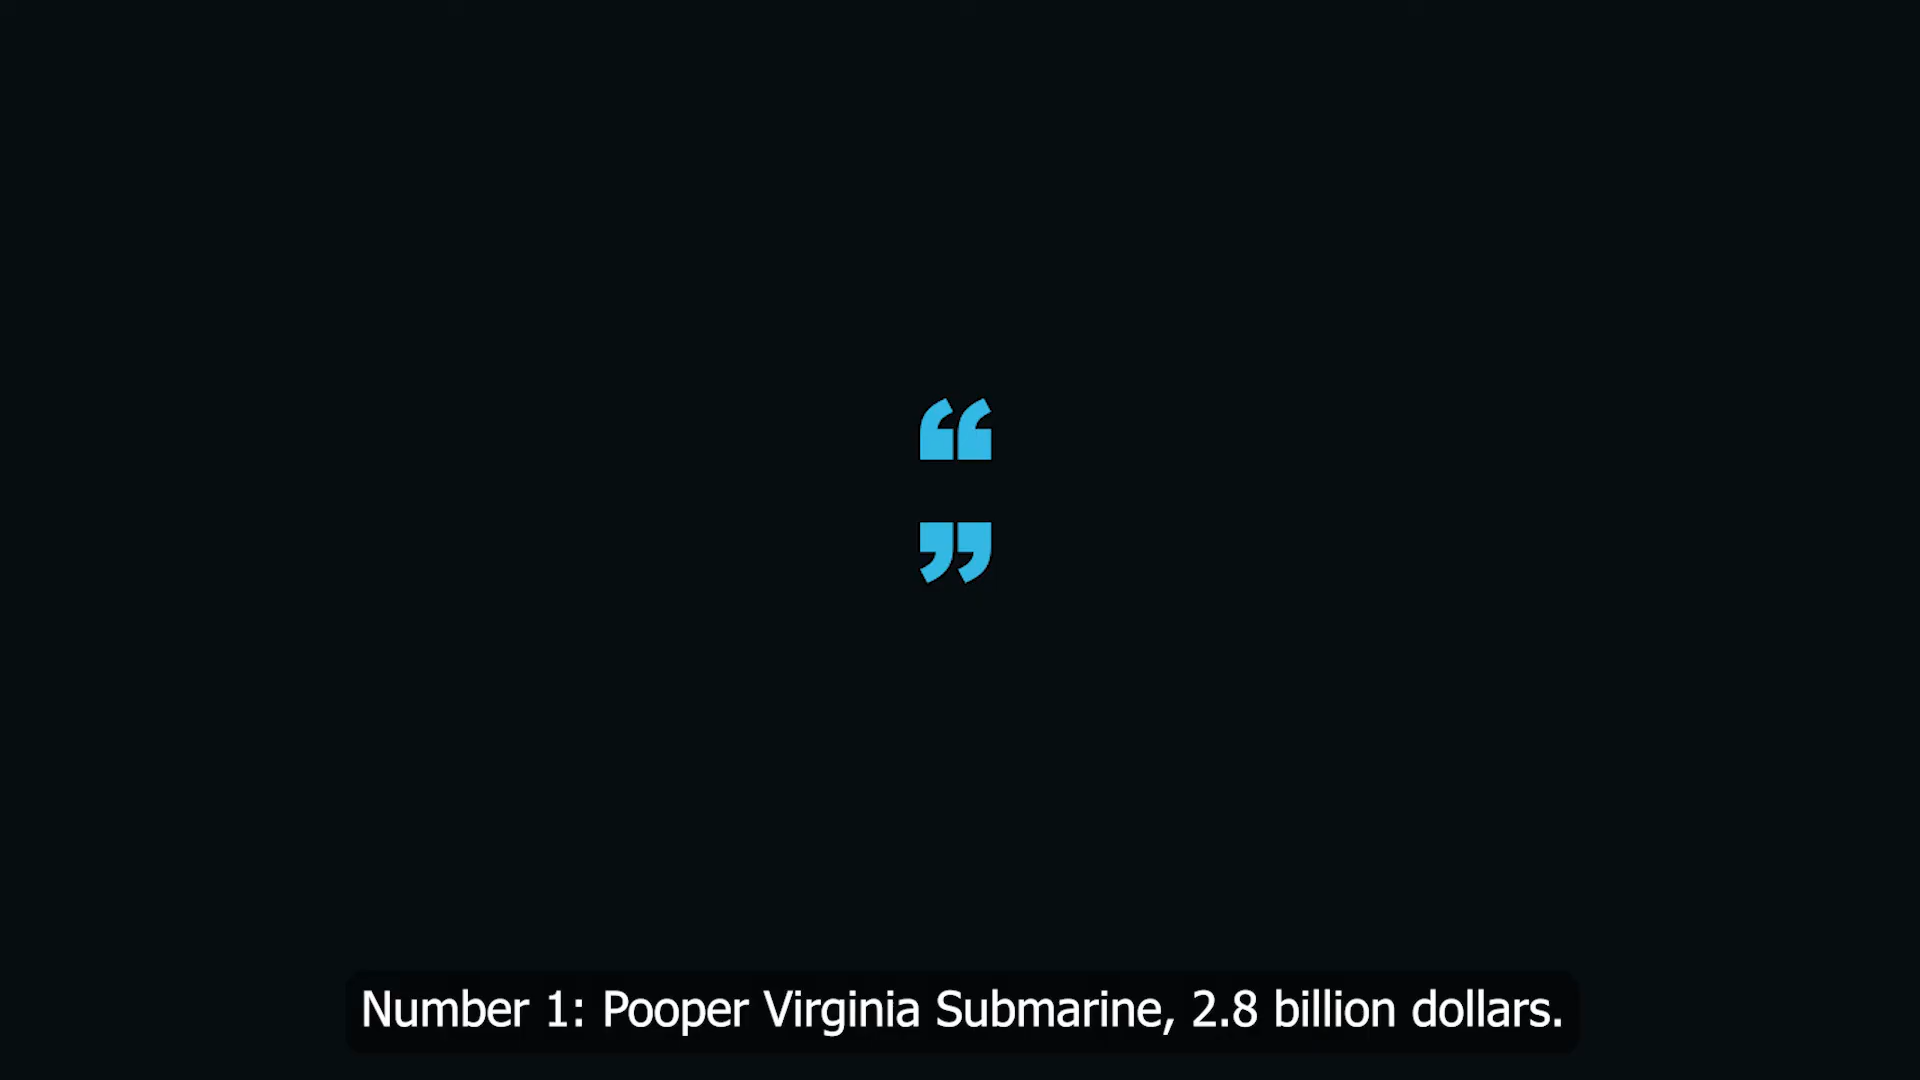 “
”
Number 1: Pooper Virginia Submarine, 2.8 billion dollars.